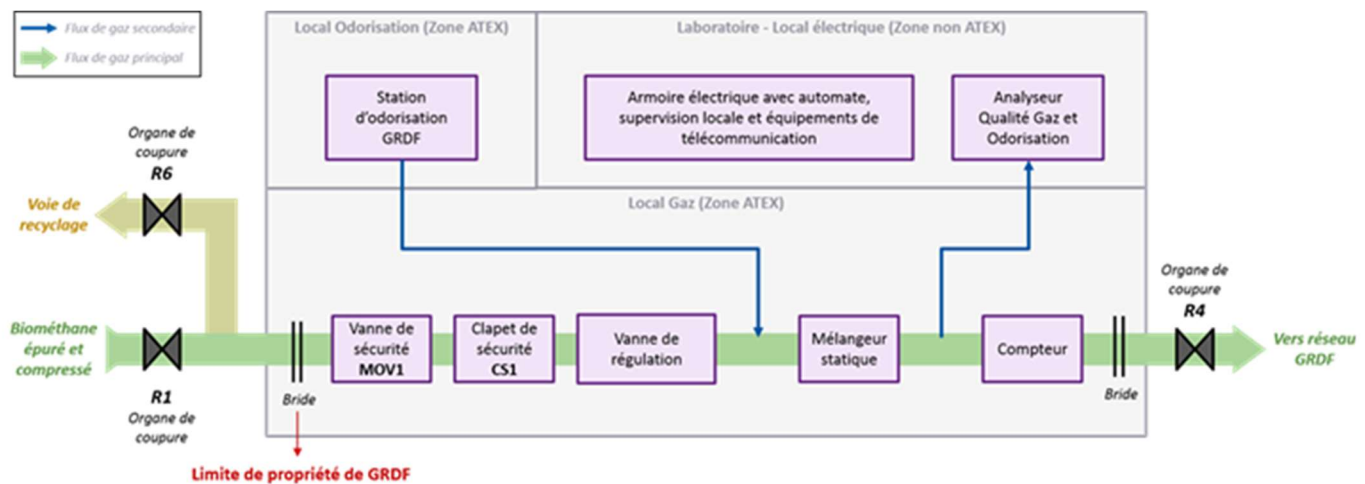 Flux de gaz secondaire
Flux de gaz principal
Local Odorisation (Zone ATEX)
Laboratoire - Local électrique (Zone non ATEX)
Station
d'odorisation
GRDF
Armoire électrique avec automate,
supervision locale et équipements de
télécommunication
Analyseur
Qualité Gaz et
Odorisation
Organe de
coupure
R6
Voie de
recyclage
Local Gaz (Zone ATEX)
Organe de
coupure
R4
Biométhane
épuré et
compressé
Vanne de
sécurité
MOV1
Clapet de
sécurité
CS1
Vanne de
régulation
Mélangeur
statique
Compteur
Vers réseau
GRDF
R1
Organe de
coupure
Bride
Bride
Limite de propriété de GRDF